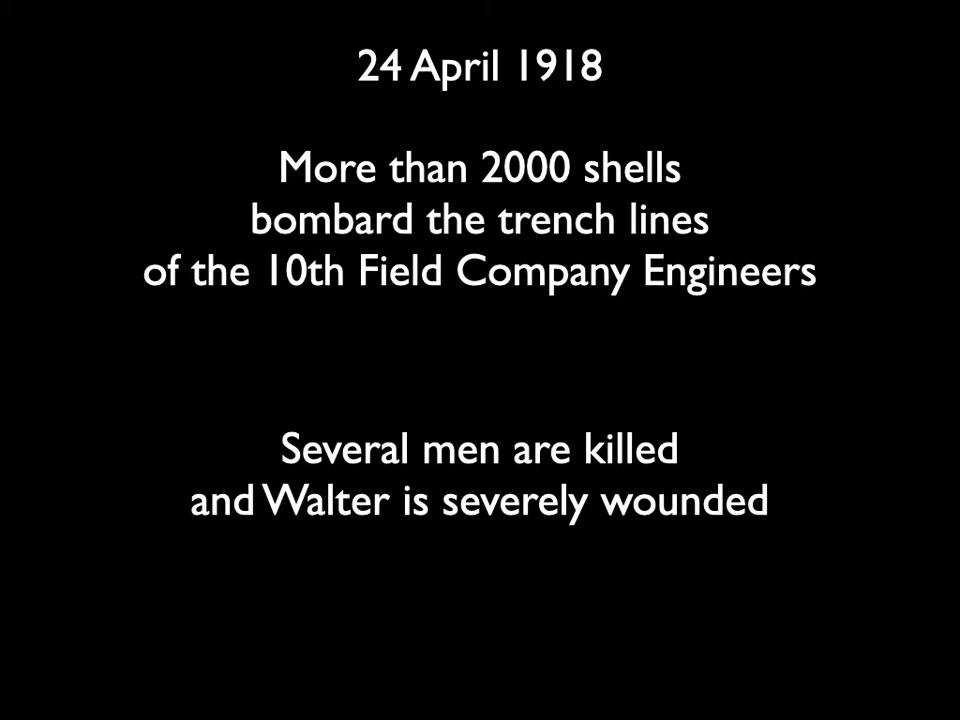 24 April 1918
More than 2000 shells
bombard the trench lines
of the 10th Field Company Engineers
Several men are killed
and Walter is severely wounded